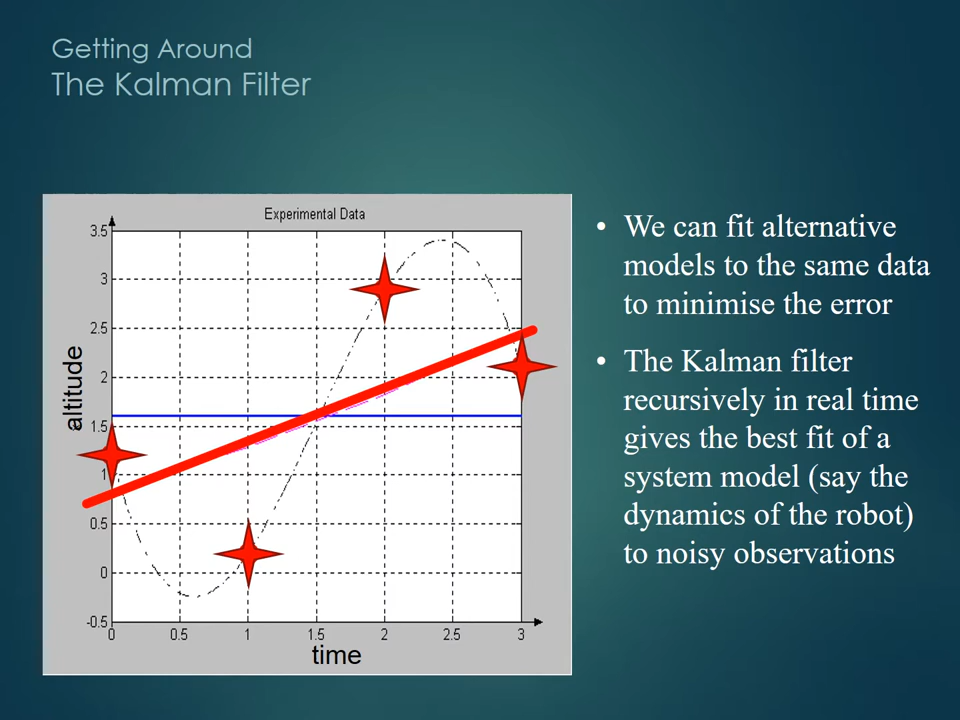 Getting Around
The Kalman Filter
Experimental Data
3.5
3
2.5
2
1.5
1
0.5
0
-0.5
0 0.5 1 1.5 2 2.5 3
altitude
time
• We can fit alternative
models to the same data
to minimise the error
• The Kalman filter
recursively in real time
gives the best fit of a
system model (say the
dynamics of the robot)
to noisy observations